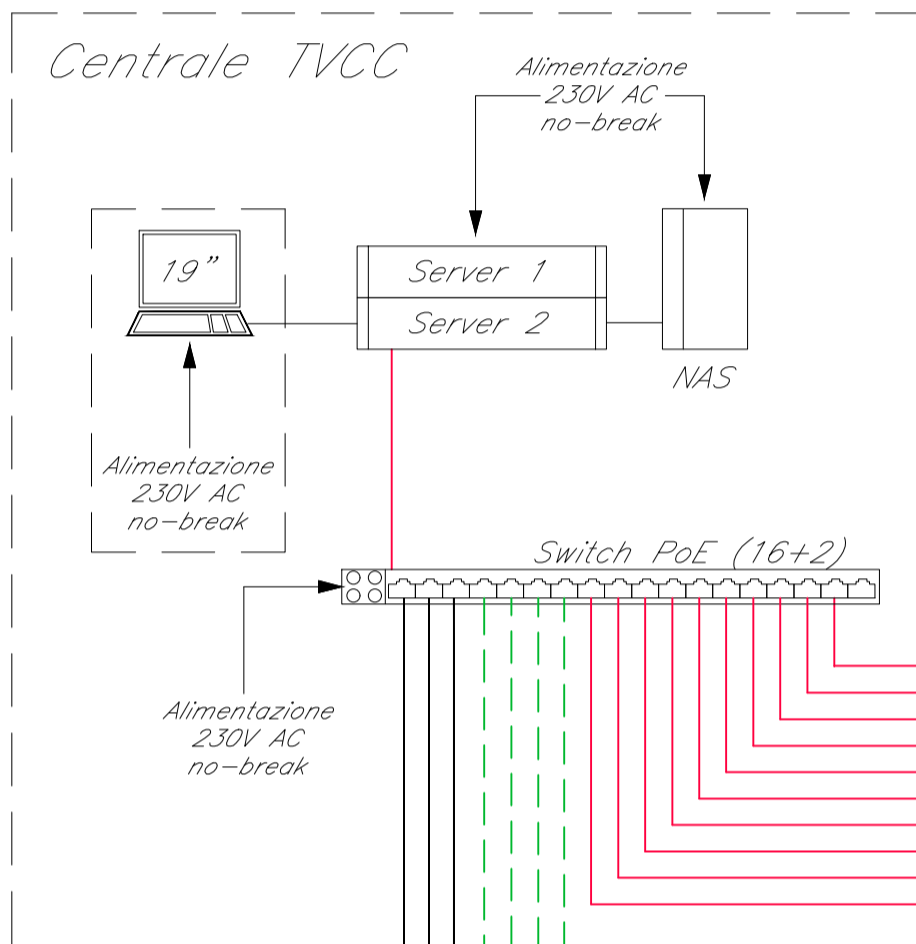 Centrale TVCC
Alimentazione
230V AC
no-break
19”
Server 1
Server 2
NAS
Alimentazione
230V AC
no-break
Switch PoE (16+2)
Alimentazione
230V AC
no-break